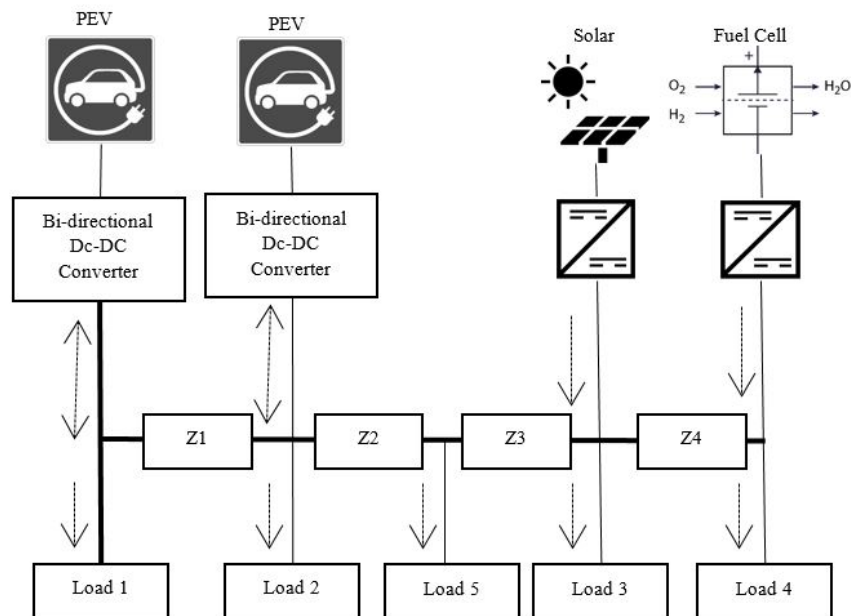 PEV
PEV
Solar
Fuel Cell
+
O2
H2O
H2
Bi-directional
Dc-DC
Converter
Bi-directional
Dc-DC
Converter
Z1
Z2
Z3
Z4
Load 1
Load 2
Load 5
Load 3
Load 4